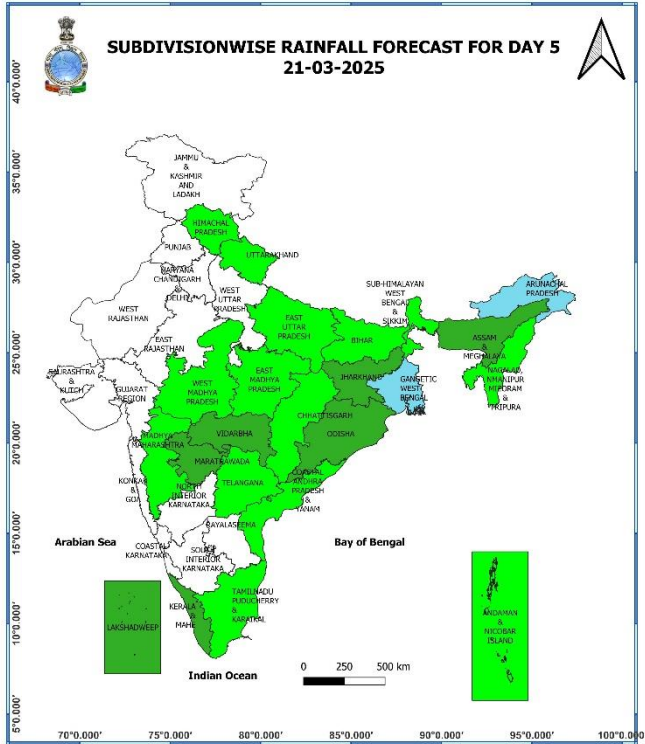 SUBDIVISIONWISE RAINFALL FORECAST FOR DAY 5
21-03-2025
40°0.000'
35°0.000'
30°0.000'
25°0.000'
20°0.000'
15°0.000'
10°0.000'
5°0.000'
JAMMU
&
KASHMIR
AND
LADAKH
HIMACHAL
PRADESH
PUNJAB
UTTARAKHAND
HARYANA
CHANDIGARH
&
DELHI
WEST
UTTAR
PRADESH
WEST
RAJASTHAN
EAST
RAJASTHAN
EAST
UTTAR
PRADESH
SUB-HIMALAYAN
WEST
BENGAL
&
SIKKIM
ARUNACHAL
PRADESH
BIHAR
ASSAM
&
MEGHALAYA
NAGALAD,
MANIPUR
MIZORAM
&
TRIPURA
SAURASHTRA
&
KUTCH
GUJARAT
REGION
WEST
MADHYA
PRADESH
EAST
MADHYA
PRADESH
JHARKHAND
GANGETIC
WEST
BENGAL
CHHATISGARH
ODISHA
MADHYA
MAHARASHTRA
VIDARBHA
MARATWADA
KONKAN
&
GOA
NORTH
INTERIOR
KARNATAKA
TELANGANA
COASTAL
ANDHRA
PRADESH
&
YANAM
RAYALASEEMA
COASTAL
KARNATAKA
SOUTH
INTERIOR
KARNATAKA
Arabian Sea
Bay of Bengal
TAMILNADU
PUDUCHERRY
&
KARAIKAL
KERALA
&
MAHE
LAKSHADWEEP
ANDAMAN
&
NICOBAR
ISLAND
Indian Ocean
0 250 500 km
70°0.000' 75°0.000' 80°0.000' 85°0.000' 90°0.000' 95°0.000' 100°0.000'